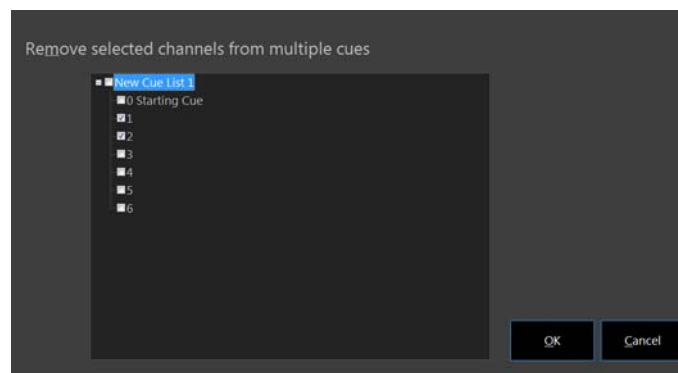 Remove selected channels from multiple cues
New Cue List 1
0 Starting Cue
1
2
3
4
5
6
OK
Cancel